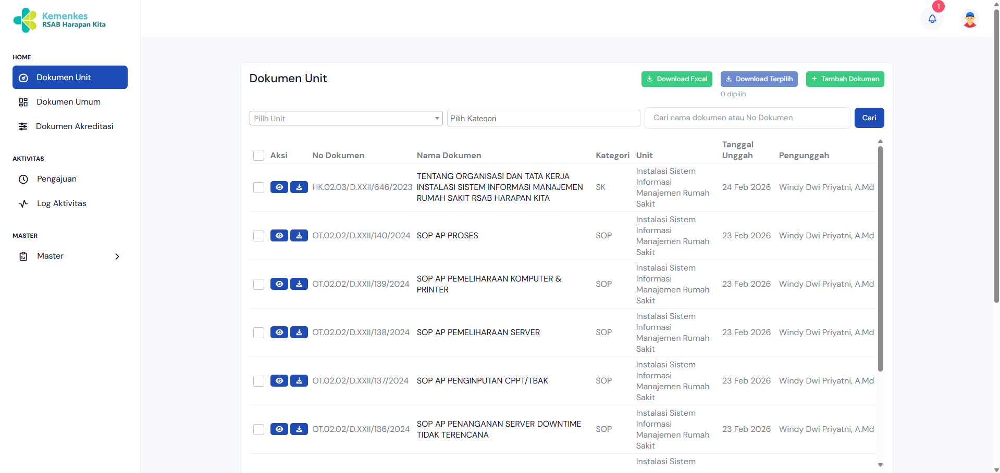 Kemenkes
RSAB Harapan Kita
1
HOME
Dokumen Unit
Dokumen Umum
Dokumen Akreditasi
AKTIVITAS
Pengajuan
Log Aktivitas
MASTER
Master
Dokumen Unit
Download Excel
Download Terpilih
Tambah Dokumen
0 dipilih
Pilih Unit
Pilih Kategori
Cari nama dokumen atau No Dokumen
Cari
Aksi
No Dokumen
Nama Dokumen
Kategori
Unit
Tanggal
Unggah
Pengunggah
HK.02.03/D.XXII/646/2023
TENTANG ORGANISASI DAN TATA KERJA
INSTALASI SISTEM INFORMASI MANAJEMEN
RUMAH SAKIT RSAB HARAPAN KITA
SK
Instalasi Sistem
Informasi
Manajemen Rumah
Sakit
24 Feb 2026
Windy Dwi Priyatni, A.Md
OT.02.02/D.XXII/140/2024
SOP AP PROSES
SOP
Instalasi Sistem
Informasi
Manajemen Rumah
Sakit
23 Feb 2026
Windy Dwi Priyatni, A.Md
OT.02.02/D.XXII/139/2024
SOP AP PEMELIHARAAN KOMPUTER &
PRINTER
SOP
Instalasi Sistem
Informasi
Manajemen Rumah
Sakit
23 Feb 2026
Windy Dwi Priyatni, A.Md
OT.02.02/D.XXII/138/2024
SOP AP PEMELIHARAAN SERVER
SOP
Instalasi Sistem
Informasi
Manajemen Rumah
Sakit
23 Feb 2026
Windy Dwi Priyatni, A.Md
OT.02.02/D.XXII/137/2024
SOP AP PENGINPUTAN CPPT/TBAK
SOP
Instalasi Sistem
Informasi
Manajemen Rumah
Sakit
23 Feb 2026
Windy Dwi Priyatni, A.Md
OT.02.02/D.XXII/136/2024
SOP AP PENANGANAN SERVER DOWNTIME
TIDAK TERENCANA
SOP
Instalasi Sistem
Informasi
Manajemen Rumah
Sakit
23 Feb 2026
Windy Dwi Priyatni, A.Md
Instalasi Sistem